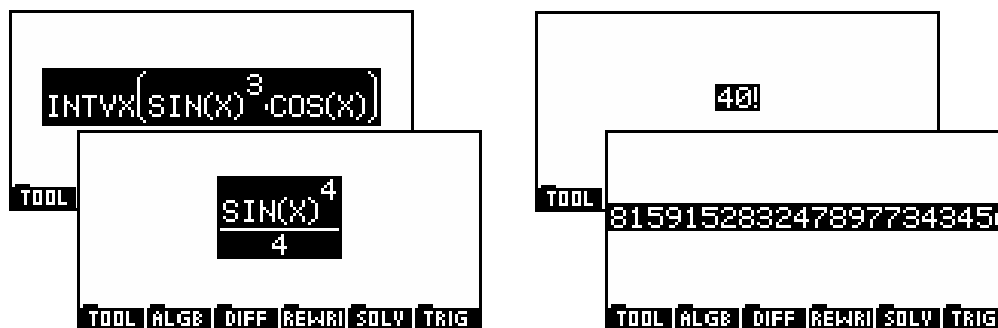 INTVX(SIN(X)³·COS(X))
TOOL
SIN(X)⁴
4
TOOL ALGB DIFF REWRI SOLV TRIG
40!
TOOL
815915283247897734345
TOOL ALGB DIFF REWRI SOLV TRIG